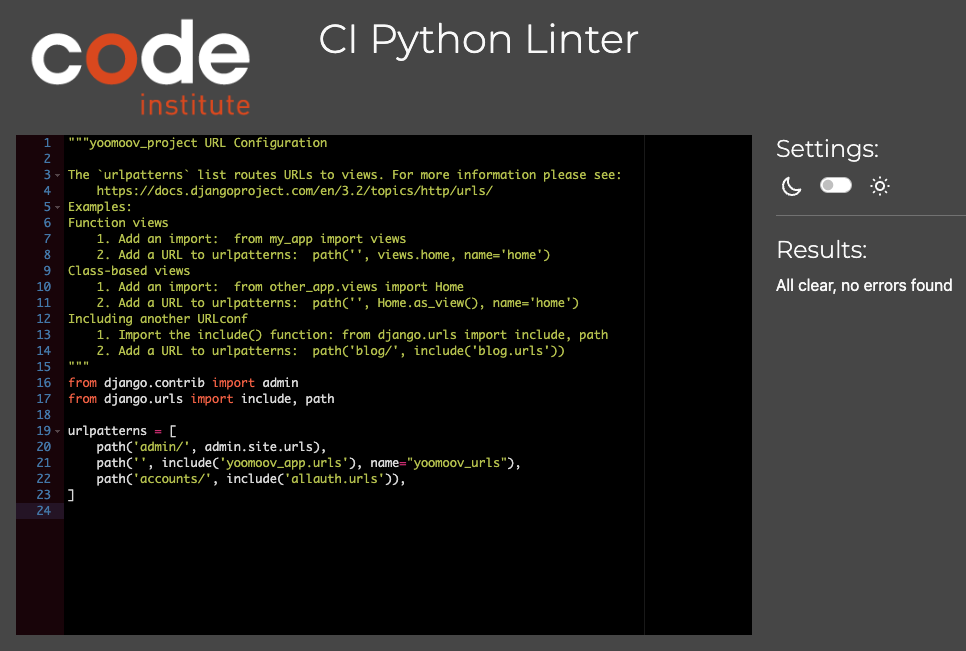 code
institute
CI Python Linter
1 """yoomoov_project URL Configuration
2
3 The `urlpatterns` list routes URLs to views. For more information please see:
4     https://docs.djangoproject.com/en/3.2/topics/http/urls/
5 Examples:
6 Function views
7     1. Add an import:  from my_app import views
8     2. Add a URL to urlpatterns:  path('', views.home, name='home')
9 Class-based views
10     1. Add an import:  from other_app.views import Home
11     2. Add a URL to urlpatterns:  path('', Home.as_view(), name='home')
12 Including another URLconf
13     1. Import the include() function: from django.urls import include, path
14     2. Add a URL to urlpatterns:  path('blog/', include('blog.urls'))
15 """
16 from django.contrib import admin
17 from django.urls import include, path
18
19 urlpatterns = [
20     path('admin/', admin.site.urls),
21     path('', include('yoomoov_app.urls'), name="yoomoov_urls"),
22     path('accounts/', include('allauth.urls')),
23 ]
24
Settings:
Results:
All clear, no errors found